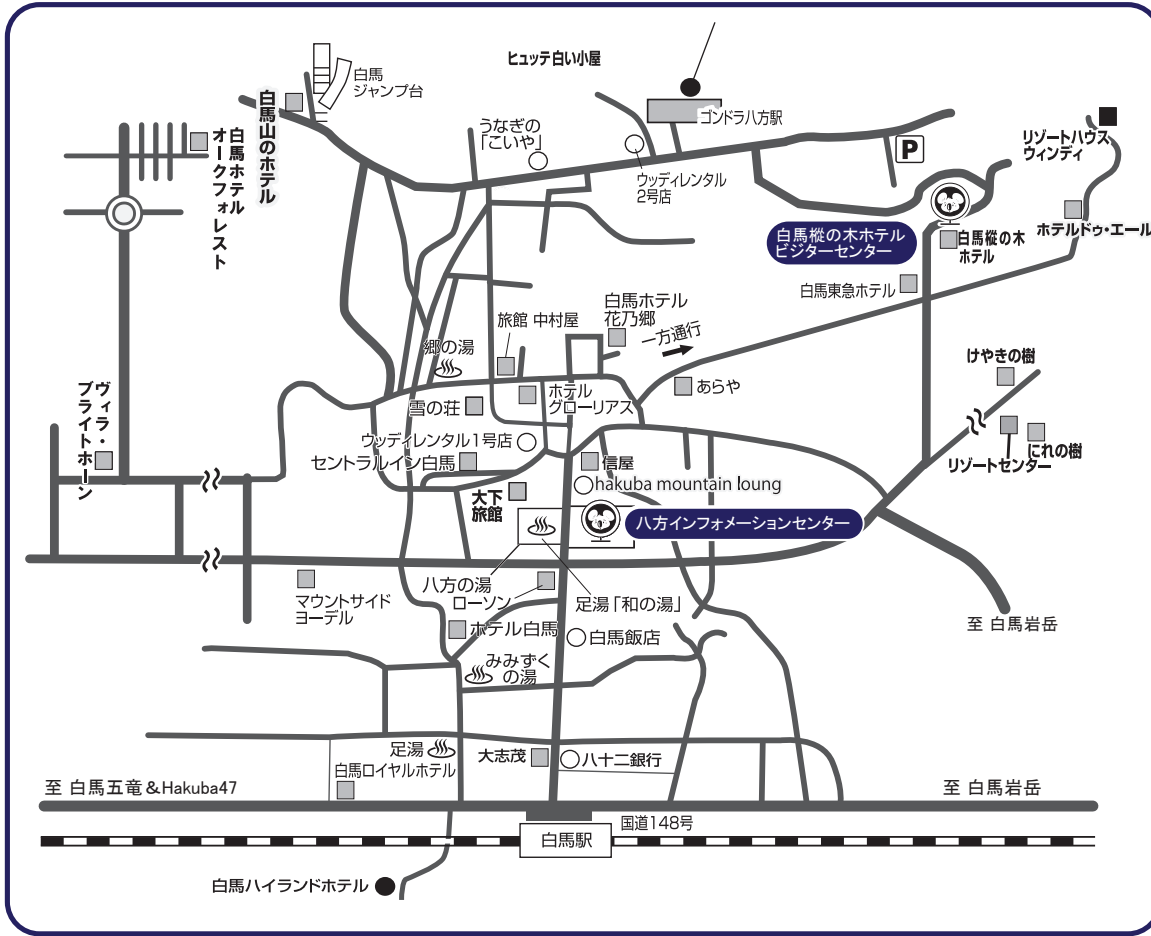 ヒュッテ白い小屋
白馬
ジャンプ台
白馬山のホテル
白馬ホテル
オークフォレスト
うなぎの
「こいや」
ゴンドラ八方駅
ウッディレンタル
2号店
P
リゾートハウス
ウィンディ
白馬樅の木ホテル
ビジターセンター
白馬樅の木
ホテル
ホテルドゥ・エール
白馬東急ホテル
白馬ホテル
花乃郷
一方通行
旅館 中村屋
郷の湯
けやきの樹
あらや
ホテル
グローリアス
雪の荘
ヴィラ・
ブライトホーン
ウッディレンタル1号店
セントラルイン白馬
信屋
にれの樹
リゾートセンター
hakuba mountain loung
大下
旅館
八方インフォメーションセンター
八方の湯
ローソン
足湯「和の湯」
マウントサイド
ヨーデル
ホテル白馬
白馬飯店
至 白馬岩岳
みみずく
の湯
足湯
白馬ロイヤルホテル
大志茂
八十二銀行
至 白馬五竜&Hakuba47
至 白馬岩岳
国道148号
白馬駅
白馬ハイランドホテル